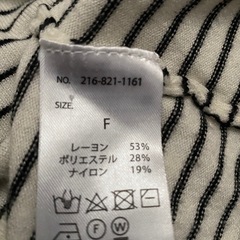 NO. 216-821-1161
SIZE.
F
レーヨン 53%
ポリエステル 28%
ナイロン 19%
F W